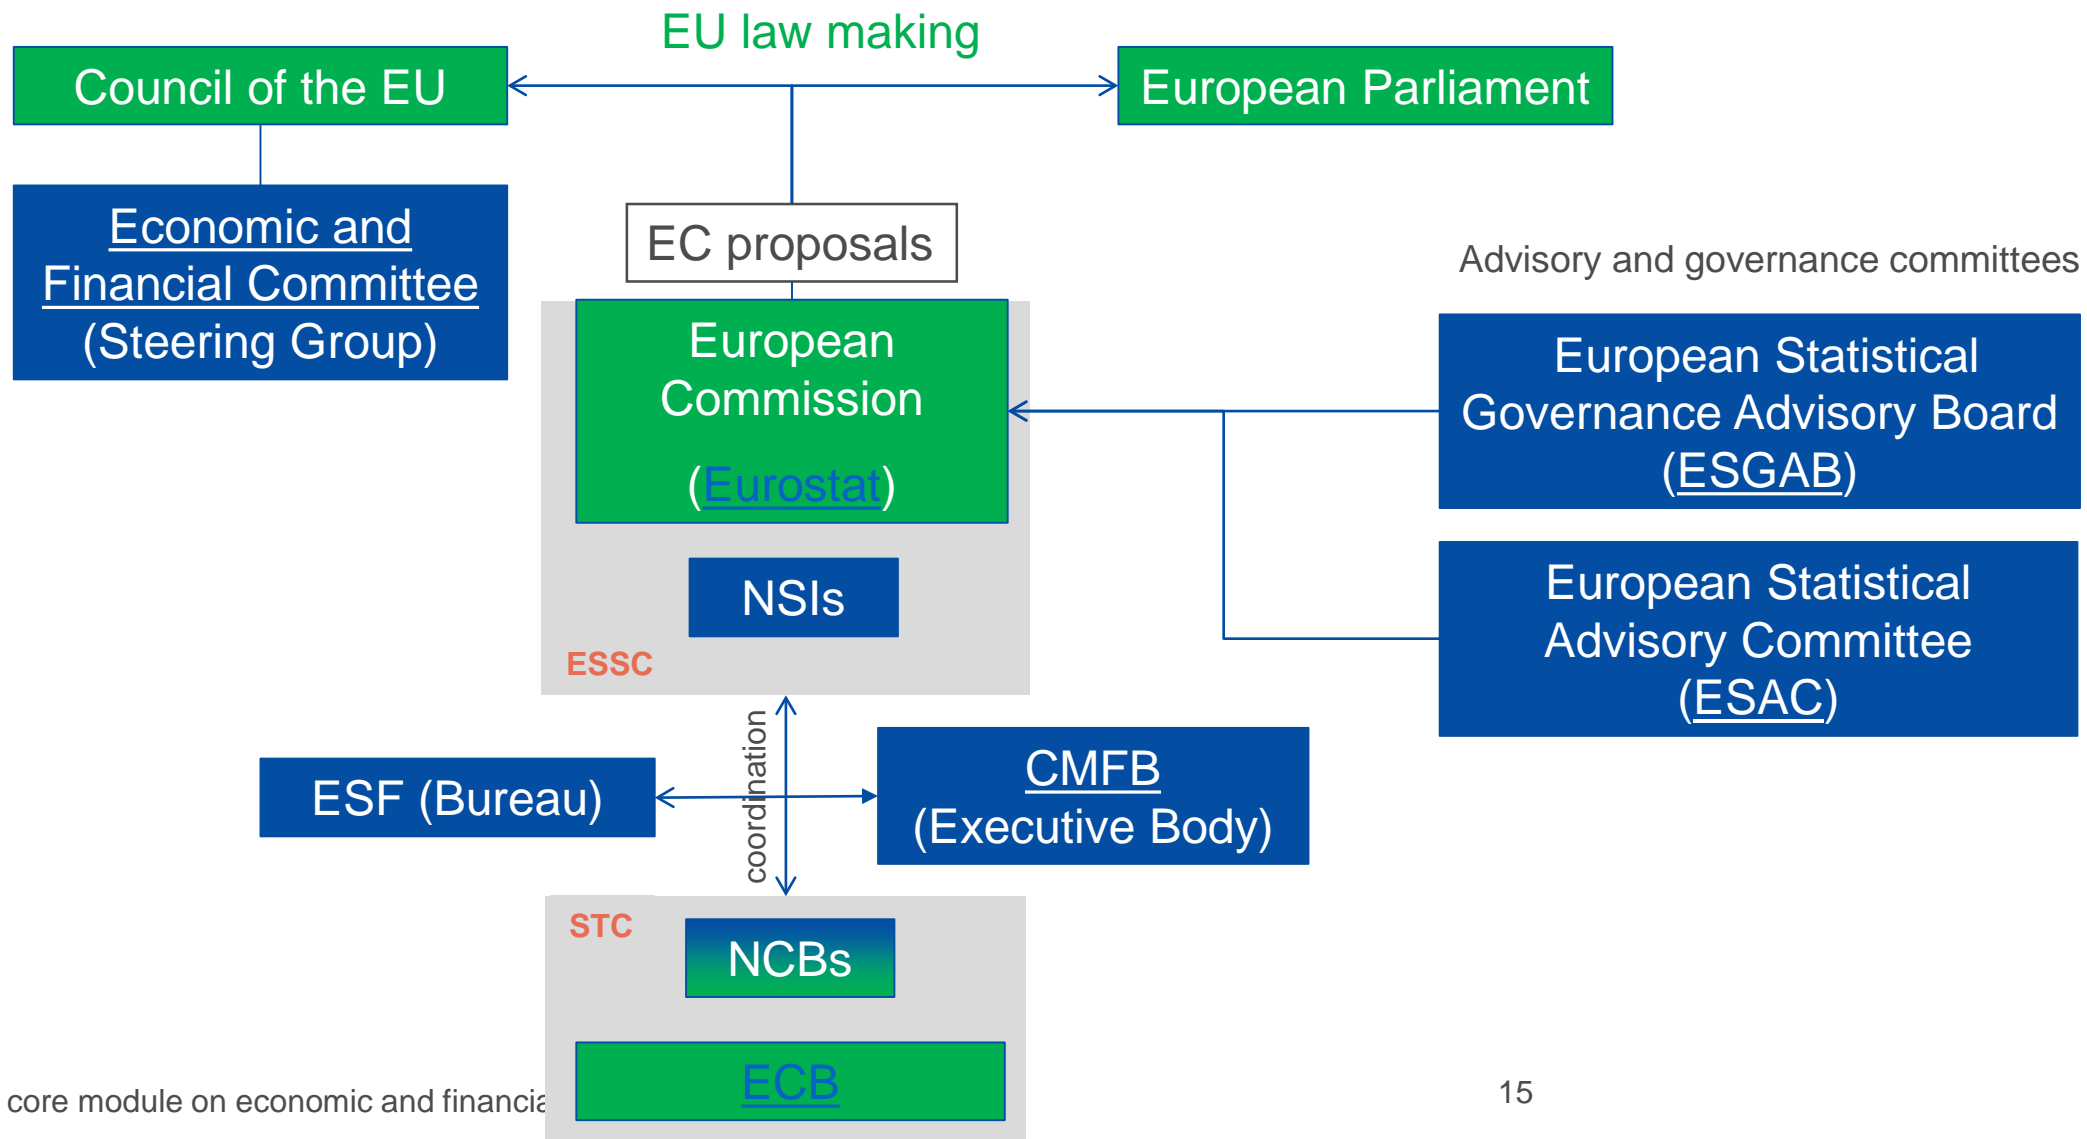 EU law making
Council of the EU
European Parliament
Economic and
Financial Committee
(Steering Group)
EC proposals
Advisory and governance committees
European
Commission
(Eurostat)
European Statistical
Governance Advisory Board
(ESGAB)
NSIs
ESSC
European Statistical
Advisory Committee
(ESAC)
coordination
ESF (Bureau)
CMFB
(Executive Body)
STC
NCBs
ECB
core module on economic and financia
15